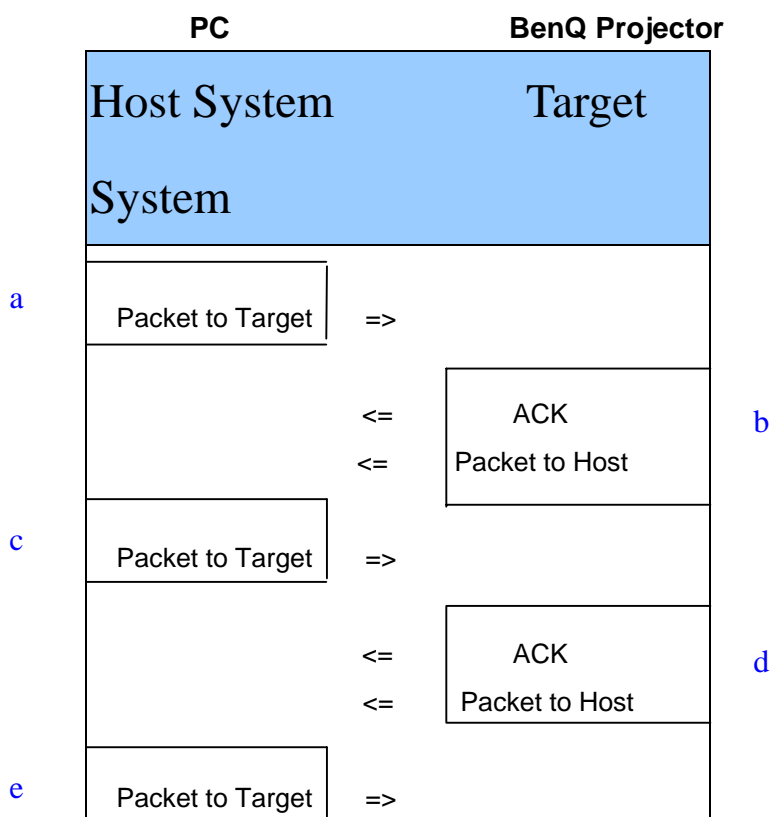 PC BenQ Projector
Host System Target
System
a Packet to Target =>
<= ACK b
<= Packet to Host
c Packet to Target =>
<= ACK d
<= Packet to Host
e Packet to Target =>